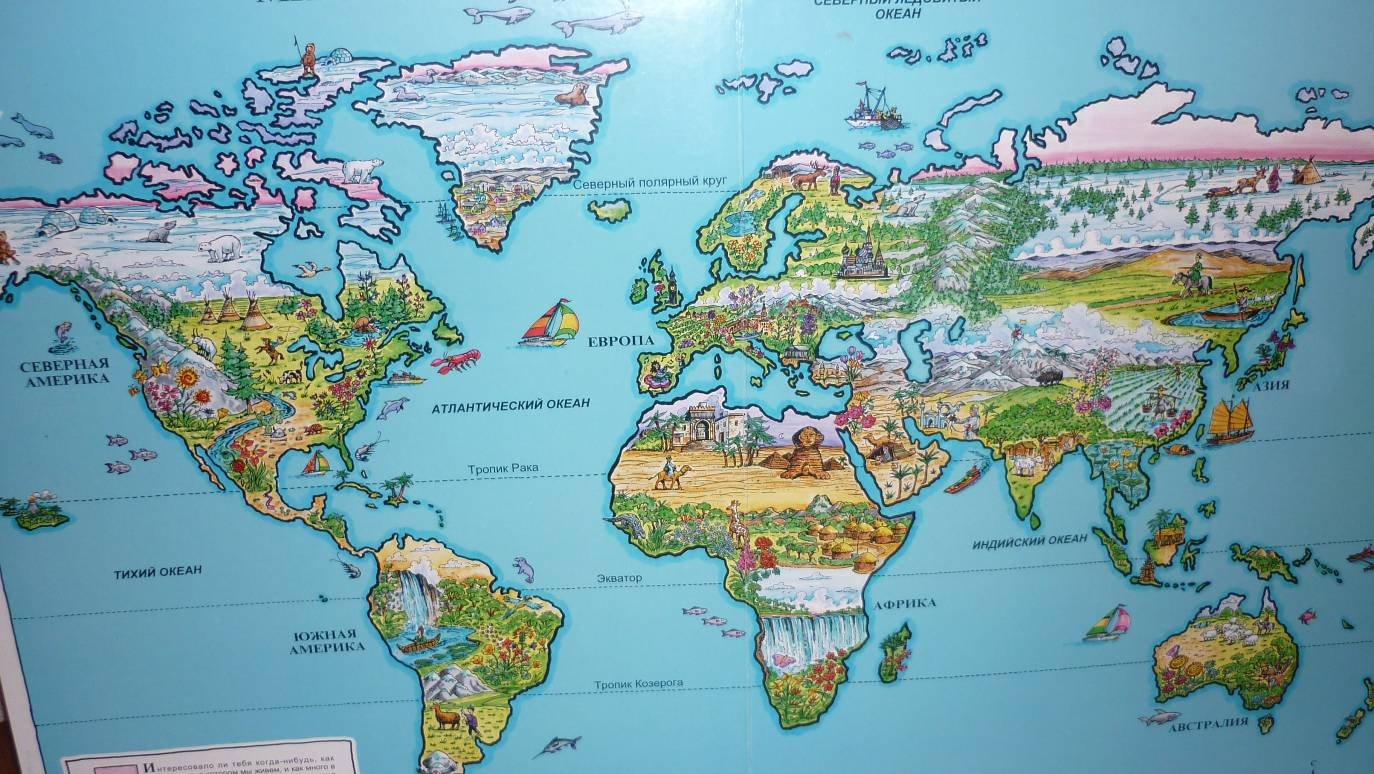 СЕВЕРНЫЙ ЛЕДОВИТЫЙ
ОКЕАН
Северный полярный круг
СЕВЕРНАЯ
АМЕРИКА
ЕВРОПА
АЗИЯ
АТЛАНТИЧЕСКИЙ ОКЕАН
Тропик Рака
ИНДИЙСКИЙ ОКЕАН
ТИХИЙ ОКЕАН
Экватор
АФРИКА
ЮЖНАЯ
АМЕРИКА
Тропик Козерога
АВСТРАЛИЯ
Интересовало ли тебя когда-нибудь, как
котором мы живем, и как много в